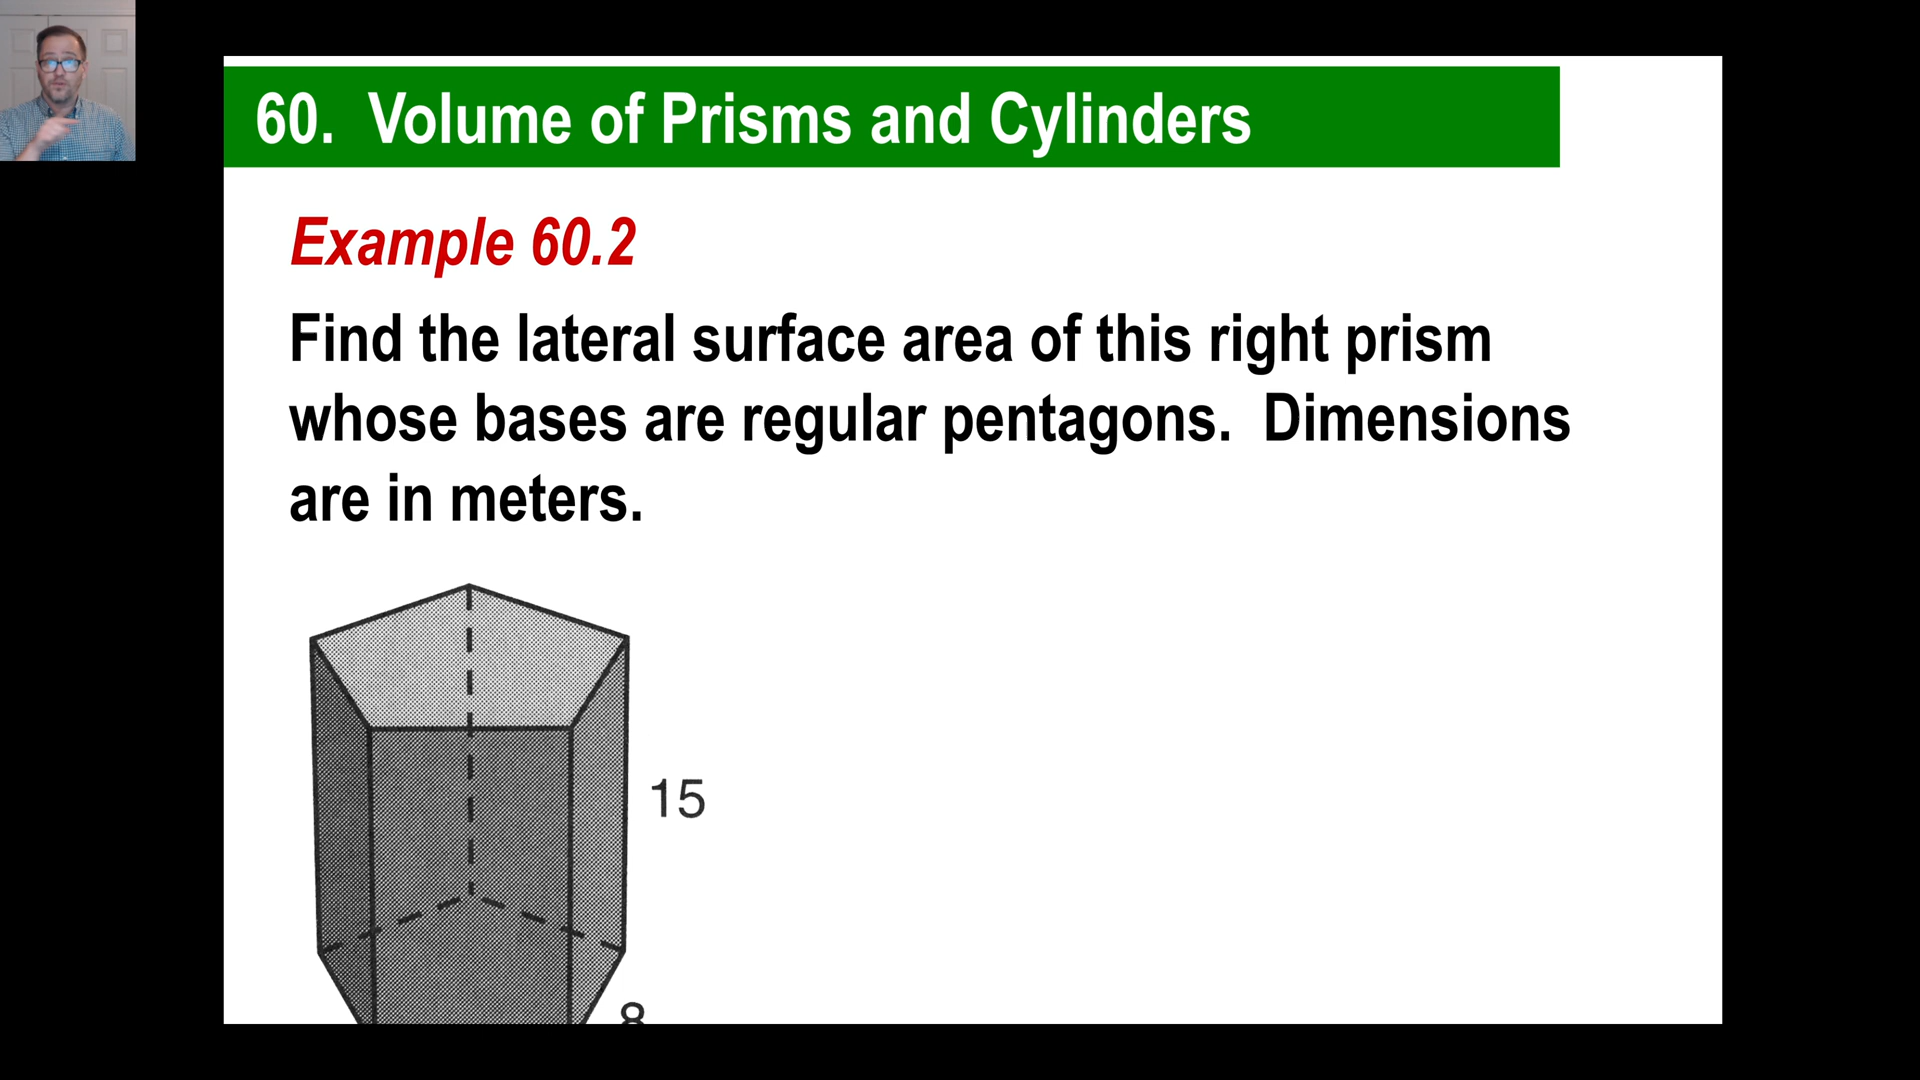 60. Volume of Prisms and Cylinders
Example 60.2
Find the lateral surface area of this right prism
whose bases are regular pentagons. Dimensions
are in meters.
15
8